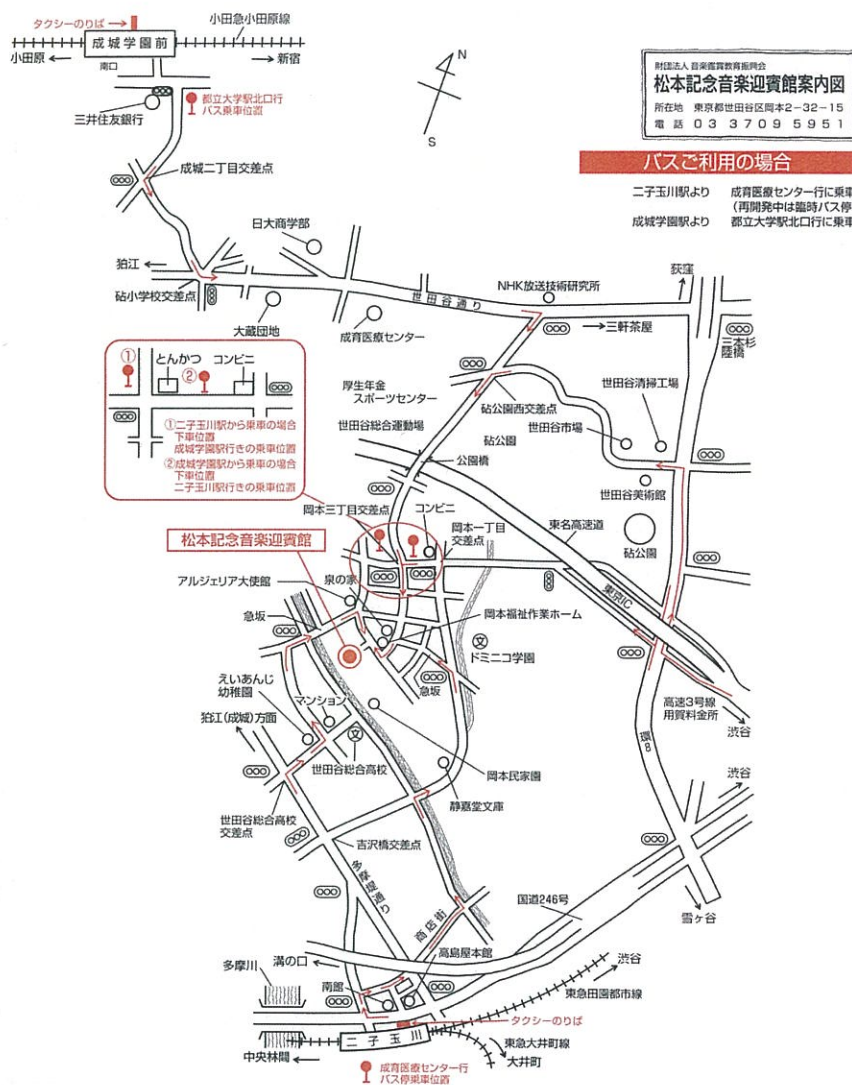 タクシーのりば
小田急小田原線
成城学園前
小田原
新宿
南口
三井住友銀行
都立大学駅北口行
バス乗車位置
N
S
財団法人 音楽鑑賞教育振興会
松本記念音楽迎賓館案内図
所在地 東京都世田谷区岡本2-32-15
電話 03 3709 5951
バスご利用の場合
二子玉川駅より 成育医療センター行に乗車
(再開発中は臨時バス停
成城学園駅より 都立大学駅北口行に乗車
成城二丁目交差点
日大商学部
狛江
砧小学校交差点
大蔵団地
世田谷通り
成育医療センター
NHK放送技術研究所
荻窪
三軒茶屋
三本杉
陸橋
① とんかつ コンビニ
②
①二子玉川駅から乗車の場合
下車位置
成城学園駅行きの乗車位置
②成城学園駅から乗車の場合
下車位置
二子玉川駅行きの乗車位置
厚生年金
スポーツセンター
世田谷総合運動場
砧公園西交差点
砧公園
世田谷清掃工場
世田谷市場
公園橋
世田谷美術館
砧公園
東名高速道
岡本三丁目交差点
コンビニ
岡本一丁目
交差点
松本記念音楽迎賓館
アルジェリア大使館
泉の家
東京IC
急坂
岡本福祉作業ホーム
文
ドミニコ学園
えいあんじ
幼稚園
急坂
マンション
狛江(成城)方面
文
世田谷総合高校
高速3号線
用賀料金所
渋谷
環8
岡本民家園
静嘉堂文庫
渋谷
世田谷総合高校
交差点
吉沢橋交差点
多摩堤通り
国道246号
雪ヶ谷
商店街
多摩川
溝の口
高島屋本館
南館
渋谷
東急田園都市線
タクシーのりば
二子玉川
中央林間
東急大井町線
大井町
成育医療センター行
バス停乗車位置